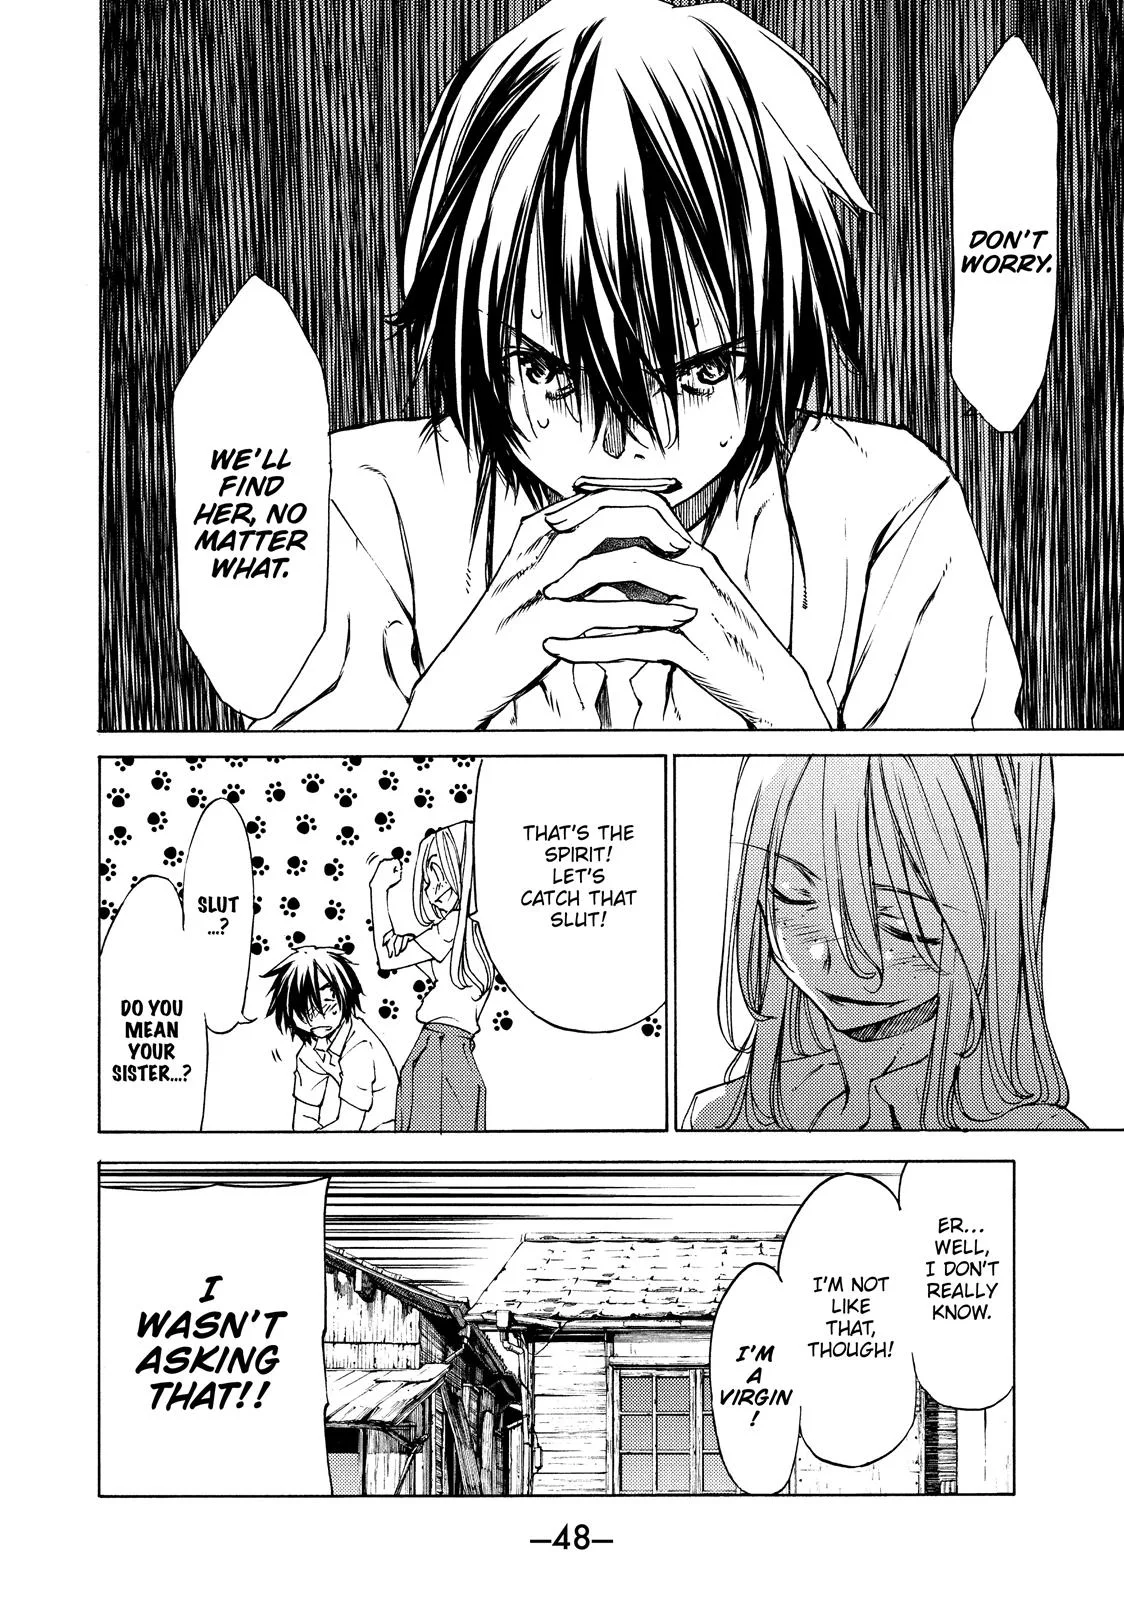 DON'T
WORRY.
WE'LL
FIND
HER, NO
MATTER
WHAT.
THAT'S THE
SPIRIT!
LET'S
CATCH THAT
SLUT!
SLUT
...?
DO YOU
MEAN
YOUR
SISTER...?
ER...
WELL,
I DON'T
REALLY
KNOW.
I'M NOT
LIKE
THAT,
THOUGH!
I'M
A
VIRGIN
!
I
WASN'T
ASKING
THAT!!
—48—